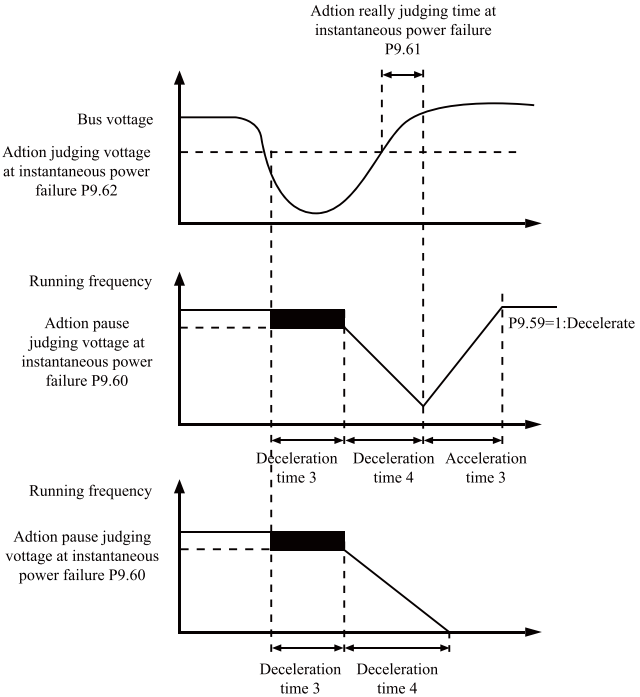 Adtion really judging time at
instantaneous power failure
P9.61
Bus vottage
Adtion judging vottage
at instantaneous power
failure P9.62
Running frequency
Adtion pause
judging vottage at
instantaneous power
failure P9.60
P9.59=1:Decelerate
Deceleration
time 3
Deceleration
time 4
Acceleration
time 3
Running frequency
Adtion pause judging
vottage at instantaneous
power failure P9.60
Deceleration
time 3
Deceleration
time 4